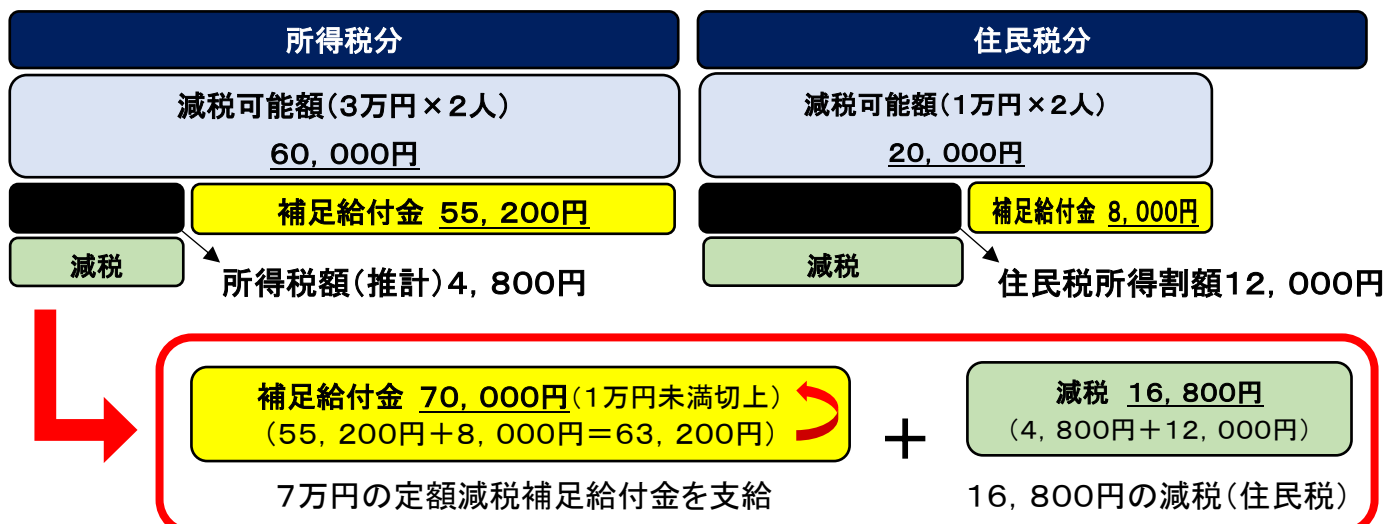 所得税分
住民税分
減税可能額(3万円×2人)
60,000円
減税可能額(1万円×2人)
20,000円
補足給付金 55,200円
補足給付金 8,000円
減税
所得税額(推計)4,800円
減税
住民税所得割額12,000円
補足給付金 70,000円(1万円未満切上)
(55,200円+8,000円=63,200円)
+
減税 16,800円
(4,800円+12,000円)
7万円の定額減税補足給付金を支給
16,800円の減税(住民税)